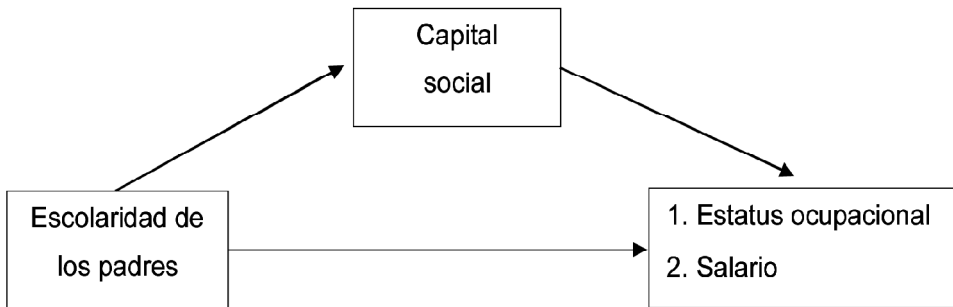 Capital
social
Escolaridad de
los padres
1. Estatus ocupacional
2. Salario